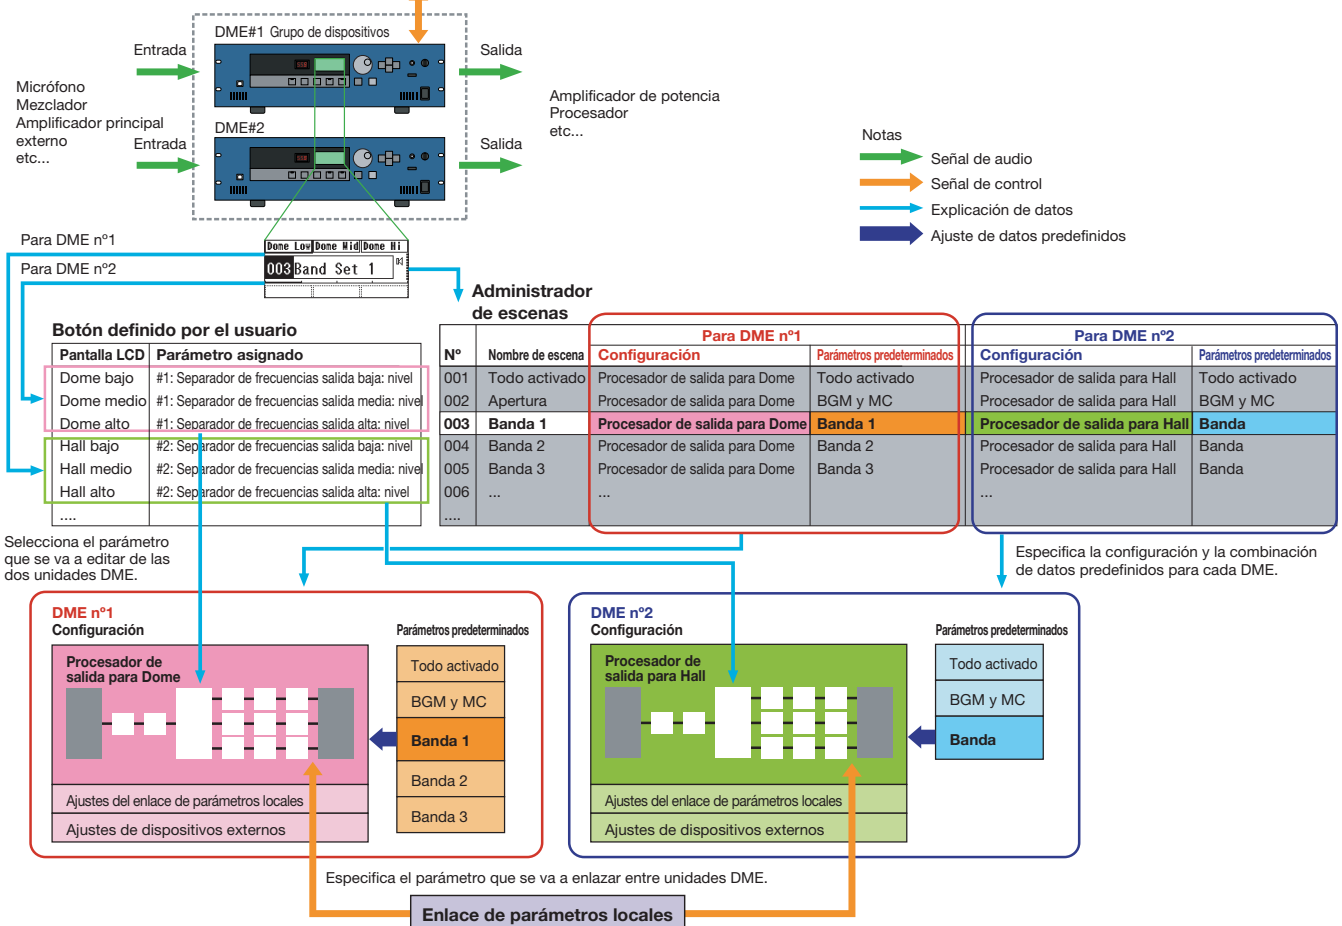 DME#1 Grupo de dispositivos
Entrada
Salida
Micrófono
Mezclador
Amplificador principal
externo
etc...
Amplificador de potencia
Procesador
etc...
DME#2
Entrada
Salida
Notas
Señal de audio
Señal de control
Explicación de datos
Ajuste de datos predefinidos
Para DME nº1
Para DME nº2
Done Low Done Mid Done Hi
003 Band Set 1
Administrador
de escenas
Botón definido por el usuario
Pantalla LCD Parámetro asignado
Dome bajo #1: Separador de frecuencias salida baja: nivel
Dome medio #1: Separador de frecuencias salida media: nivel
Dome alto #1: Separador de frecuencias salida alta: nivel
Hall bajo #2: Separador de frecuencias salida baja: nivel
Hall medio #2: Separador de frecuencias salida media: nivel
Hall alto #2: Separador de frecuencias salida alta: nivel
....
Para DME nº1 Para DME nº2
Nº Nombre de escena Configuración Parámetros predeterminados Configuración Parámetros predeterminados
001 Todo activado Procesador de salida para Dome Todo activado Procesador de salida para Hall Todo activado
002 Apertura Procesador de salida para Dome BGM y MC Procesador de salida para Hall BGM y MC
003 Banda 1 Procesador de salida para Dome Banda 1 Procesador de salida para Hall Banda
004 Banda 2 Procesador de salida para Dome Banda 2 Procesador de salida para Hall Banda
005 Banda 3 Procesador de salida para Dome Banda 3 Procesador de salida para Hall Banda
006 ... ... ...
....
Selecciona el parámetro
que se va a editar de las
dos unidades DME.
Especifica la configuración y la combinación
de datos predefinidos para cada DME.
DME nº1
Configuración
Parámetros predeterminados
Procesador de
salida para Dome
Todo activado
BGM y MC
Banda 1
Banda 2
Banda 3
Ajustes del enlace de parámetros locales
Ajustes de dispositivos externos
DME nº2
Configuración
Parámetros predeterminados
Procesador de
salida para Hall
Todo activado
BGM y MC
Banda
Ajustes del enlace de parámetros locales
Ajustes de dispositivos externos
Especifica el parámetro que se va a enlazar entre unidades DME.
Enlace de parámetros locales